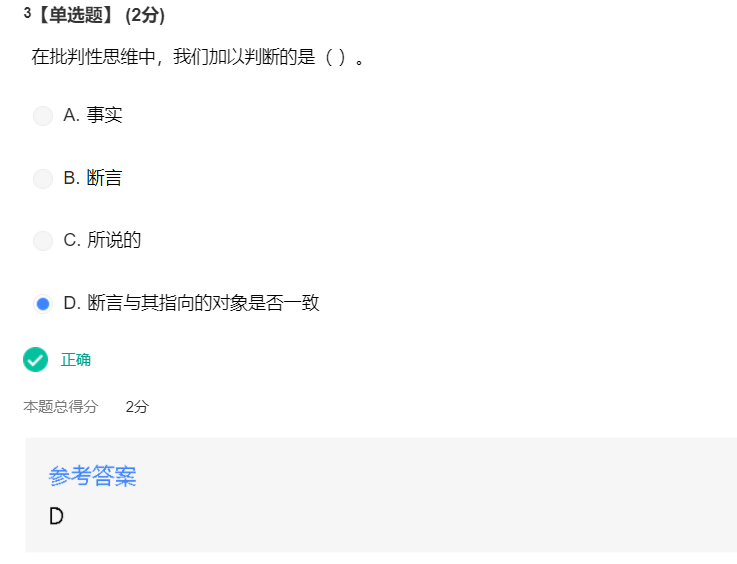 3【单选题】 (2分)
在批判性思维中，我们加以判断的是（ ）。
A. 事实
B. 断言
C. 所说的
D. 断言与其指向的对象是否一致
正确
本题总得分 2分
参考答案
D